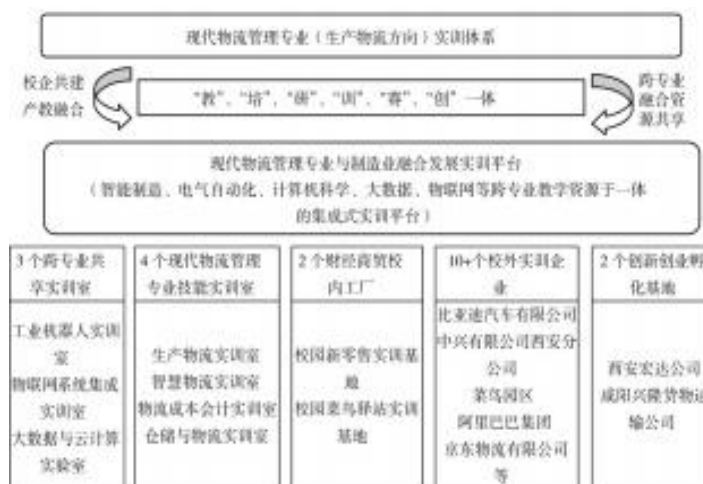 现代物流管理专业（生产物流方向）实训体系
校企共建
产教融合
“教”、“培”、“研”、“训”、“赛”、“创”一体
跨专业
融合资
源共享
现代物流管理专业与制造业融合发展实训平台
（智能制造、电气自动化、计算机科学、大数据、物联网等跨专业教学资源于一体
的集成式实训平台）
3个跨专业共
享实训室
工业机器人实训
室
物联网系统集成
实训室
大数据与云计算
实验室
4个现代物流管理
专业技能实训室
生产物流实训室
智慧物流实训室
物流成本会计实训室
仓储与物流实训室
2个财经商贸校
内工厂
校园新零售实训基
地
校园菜鸟驿站实训
基地
10+个校外实训企
业
比亚迪汽车有限公司
中兴有限公司西安分
公司
菜鸟园区
阿里巴巴集团
京东物流有限公司
等
2个创新创业孵
化基地
西安宏达公司
咸阳兴隆货物运
输公司